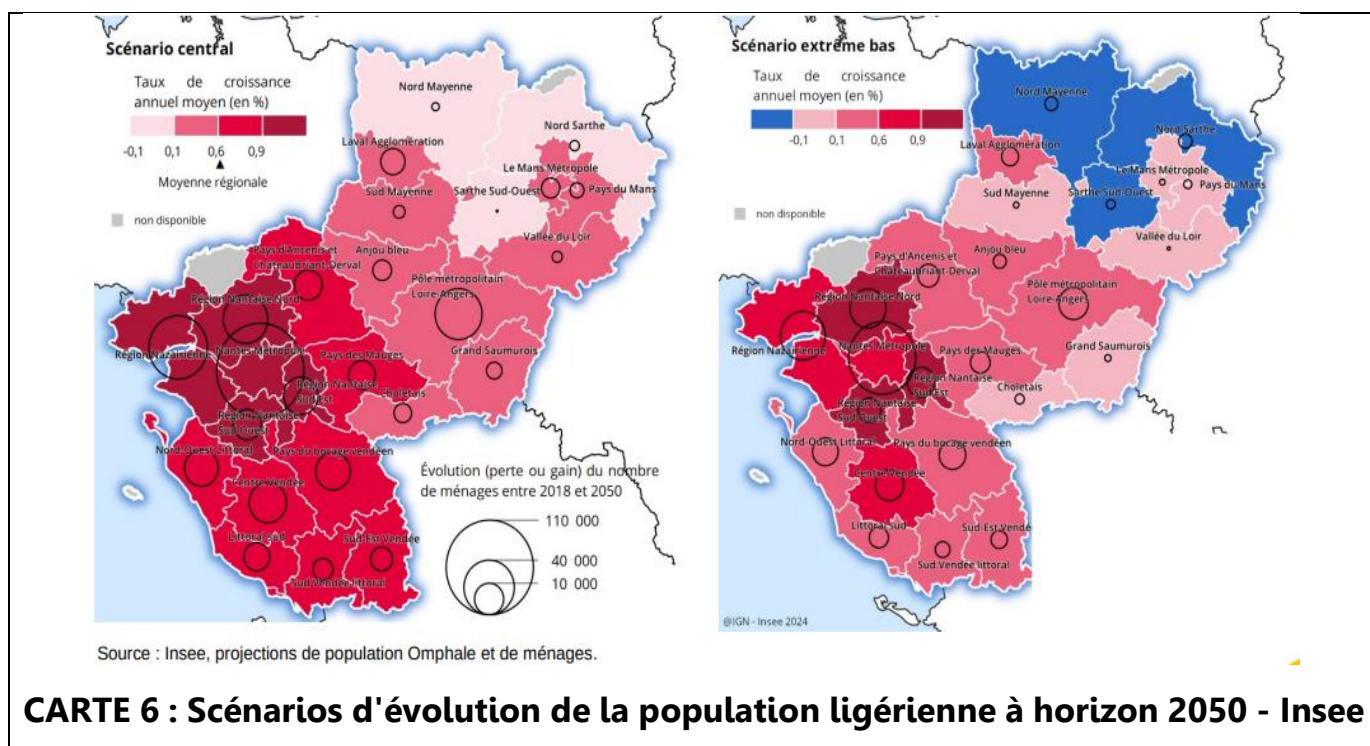 Scénario central
Taux de croissance
annuel moyen (en %)
-0,1 0,1 0,6 0,9
Moyenne régionale
non disponible
Nord Mayenne
Nord Sarthe
Laval Agglomération
Le Mans Métropole
Sud Mayenne
Sarthe Sud-Ouest
Pays du Mans
Vallée du Loir
Pays d'Ancenis et
Châteaubriant-Derval
Anjou bleu
Pôle métropolitain
Loire-Angers
Région Nantaise Nord
Région Nazairienne
Nantes Métropole
Pays des Mauges
Grand Saumurois
Région Nantaise
Sud-Est
Choletais
Région Nantaise
Sud-Ouest
Nord-Ouest Littoral
Pays du bocage vendéen
Centre Vendée
Littoral sud
Sud-Est Vendée
Sud Vendée littoral
Évolution (perte ou gain) du nombre
de ménages entre 2018 et 2050
110 000
40 000
10 000
Scénario extrême bas
Taux de croissance
annuel moyen (en %)
-0,1 0,1 0,6 0,9
non disponible
Nord Mayenne
Nord Sarthe
Laval Agglomération
Le Mans Métropole
Sud Mayenne
Sarthe Sud-Ouest
Pays du Mans
Vallée du Loir
Anjou bleu
Pays d'Ancenis et
Châteaubriant-Derval
Pôle métropolitain
Loire-Angers
Région Nantaise Nord
Région Nazairienne
Nantes Métropole
Pays des Mauges
Grand Saumurois
Région Nantaise
Sud-Est
Choletais
Région Nantaise
Sud-Ouest
Nord-Ouest Littoral
Pays du bocage vendéen
Centre Vendée
Littoral sud
Sud-Est Vendé
Sud Vendée littoral
@IGN - Insee 2024
Source : Insee, projections de population Omphale et de ménages.
CARTE 6 : Scénarios d'évolution de la population ligérienne à horizon 2050 - Insee